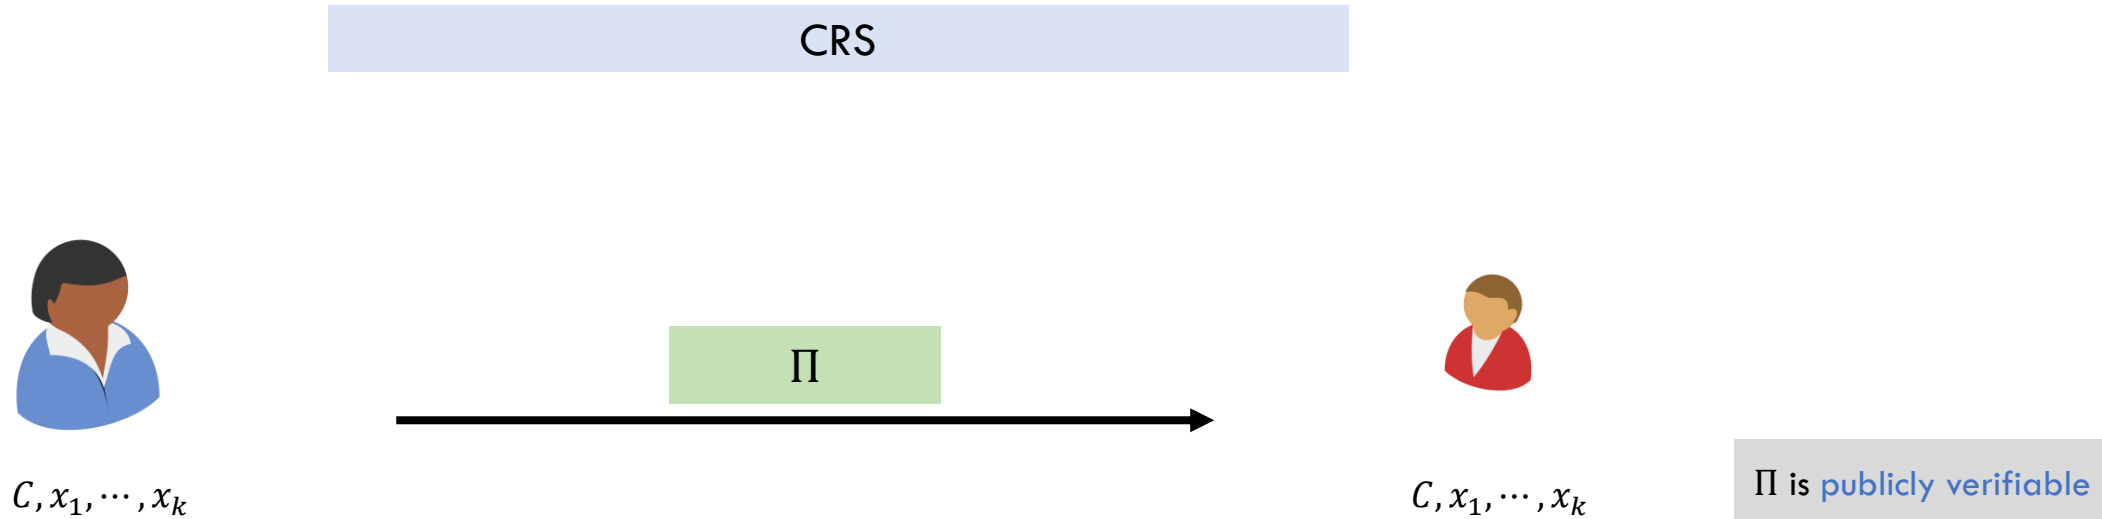 CRS
Π
C, x₁, ⋯ , xₖ
C, x₁, ⋯ , xₖ
Π is publicly verifiable